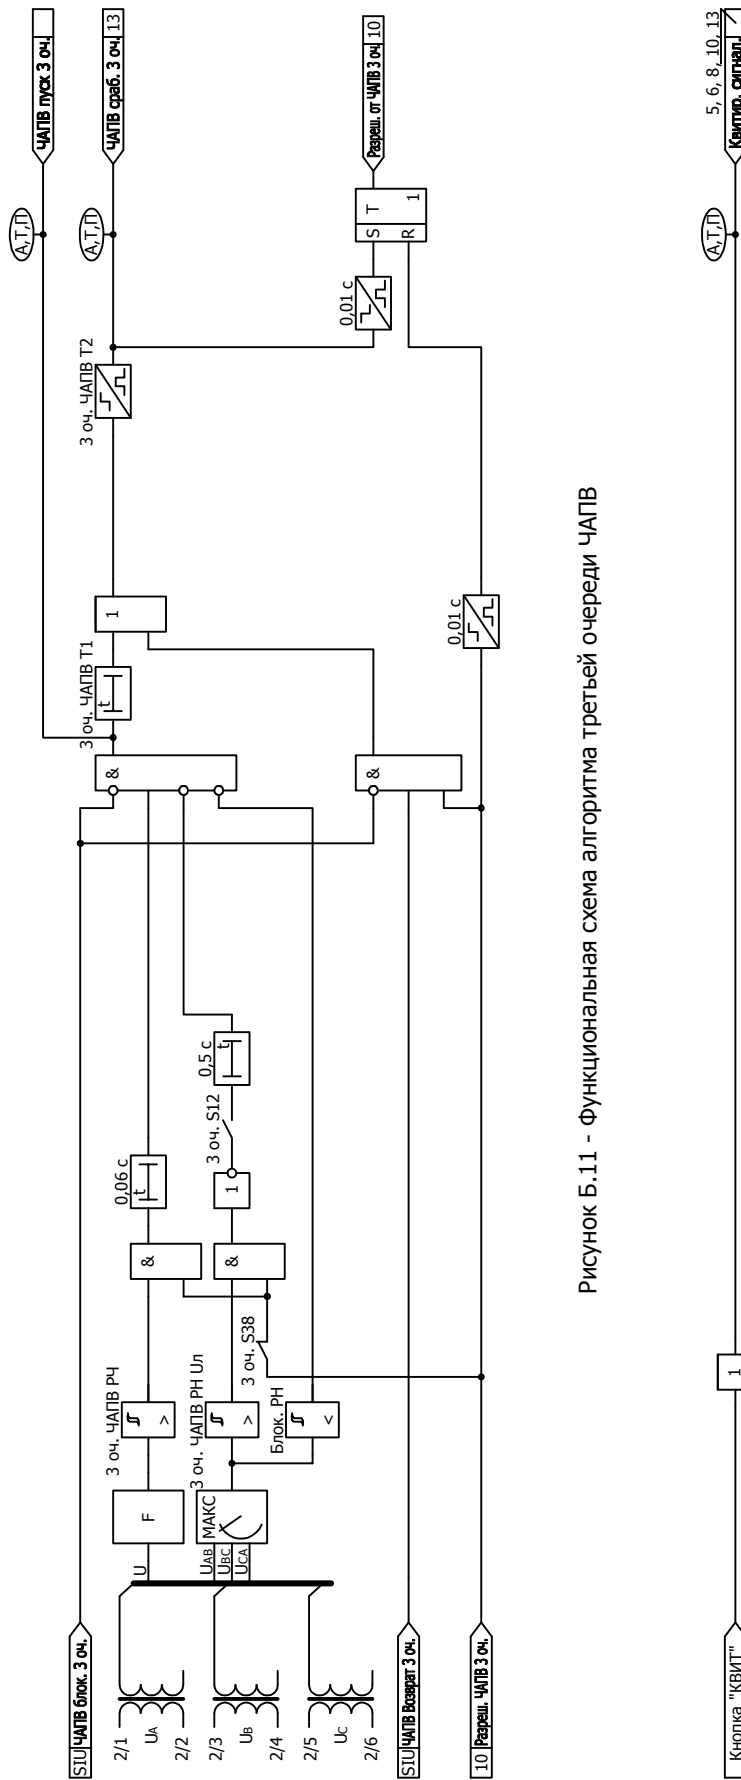 SIU ЧАПВ блок. 3 оч.
2/1
UA
2/2
2/3
UB
2/4
2/5
UC
2/6
SIU ЧАПВ Возврат 3 оч.
10 Разреш. ЧАПВ 3 оч.
U
UAB
UBC
UCA
F
МАКС
3 оч. ЧАПВ РЧ
>
3 оч. ЧАПВ РН Uл
>
Блок. РН
<
3 оч. S38
&
&
0,06 с
t
1
3 оч. S12
0,5 с
t
&
&
3 оч. ЧАПВ T1
t
1
0,01 с
3 оч. ЧАПВ T2
0,01 с
S T
R 1
А,Т,П
А,Т,П
ЧАПВ пуск 3 оч.
ЧАПВ сраб. 3 оч. 13
Разреш. от ЧАПВ 3 оч. 10
Рисунок Б.11 - Функциональная схема алгоритма третьей очереди ЧАПВ
Кнопка "КВИТ"
1
А,Т,П
Квитир. сигнал.
5, 6, 8, 10, 13